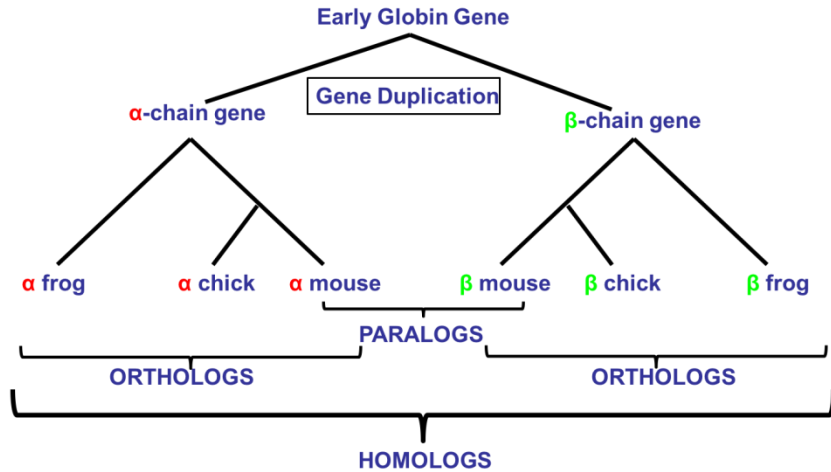 Early Globin Gene
Gene Duplication
α-chain gene
β-chain gene
α frog
α chick
α mouse
β mouse
β chick
β frog
PARALOGS
ORTHOLOGS
ORTHOLOGS
HOMOLOGS